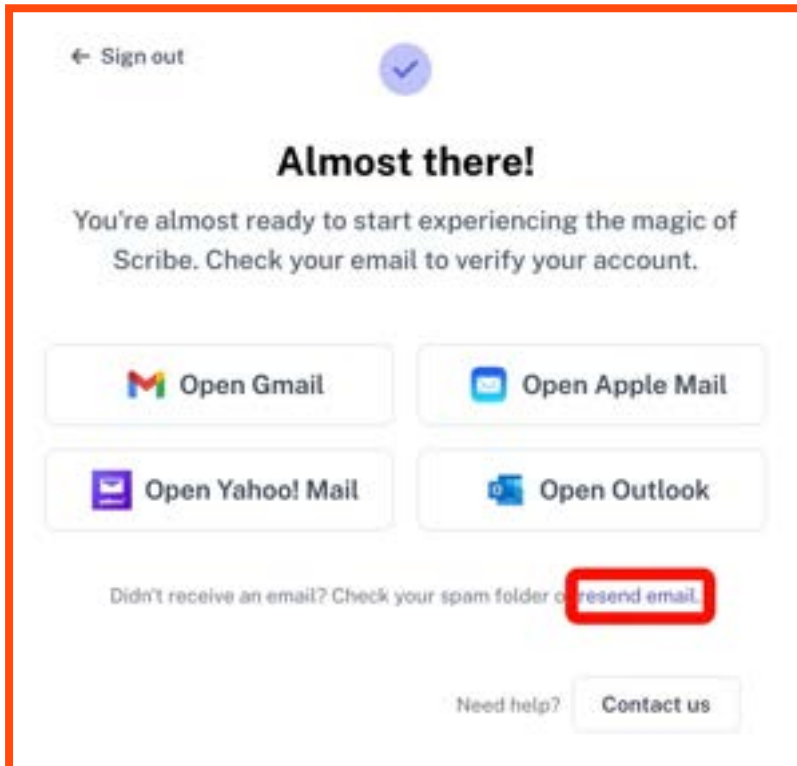 ← Sign out
Almost there!
You're almost ready to start experiencing the magic of
Scribe. Check your email to verify your account.
Open Gmail
Open Apple Mail
Open Yahoo! Mail
Open Outlook
Didn't receive an email? Check your spam folder o resend email.
Need help?
Contact us